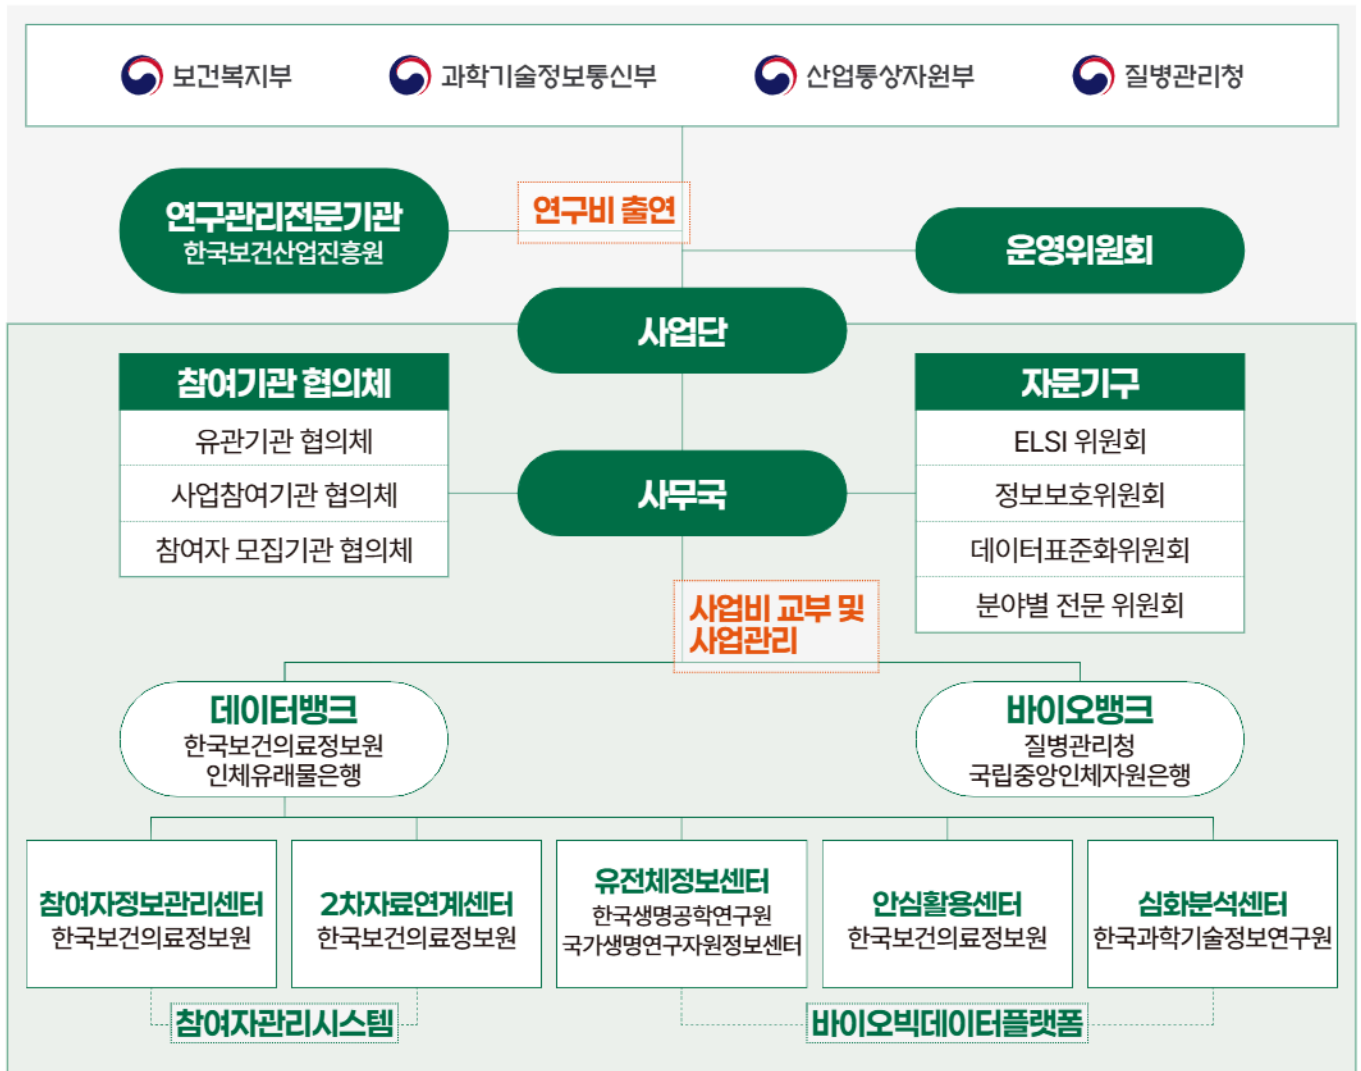 보건복지부
과학기술정보통신부
산업통상자원부
질병관리청
연구관리전문기관
한국보건산업진흥원
연구비 출연
운영위원회
사업단
참여기관 협의체
유관기관 협의체
사업참여기관 협의체
참여자 모집기관 협의체
사무국
자문기구
ELSI 위원회
정보보호위원회
데이터표준화위원회
분야별 전문 위원회
사업비 교부 및
사업관리
데이터뱅크
한국보건의료정보원
인체유래물은행
바이오뱅크
질병관리청
국립중앙인체자원은행
참여자정보관리센터
한국보건의료정보원
2차자료연계센터
한국보건의료정보원
유전체정보센터
한국생명공학연구원
국가생명연구자원정보센터
안심활용센터
한국보건의료정보원
심화분석센터
한국과학기술정보연구원
참여자관리시스템
바이오빅데이터플랫폼